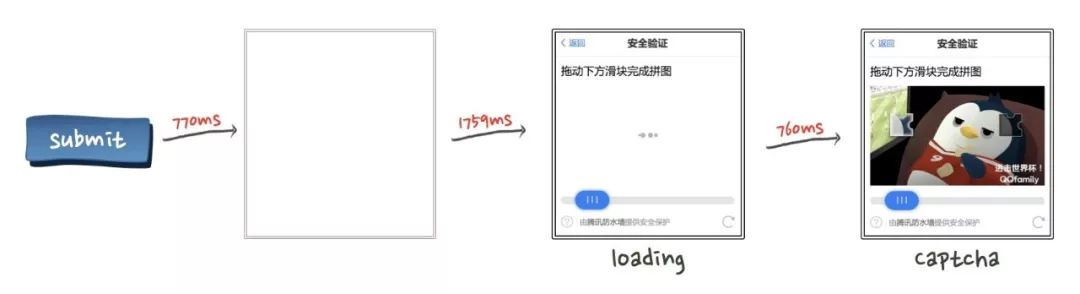 submit
770ms
1759ms
返回
安全验证
拖动下方滑块完成拼图
由腾讯防水墙提供安全保护
loading
760ms
返回
安全验证
拖动下方滑块完成拼图
9
进击世界杯！
QQfamily
由腾讯防水墙提供安全保护
captcha